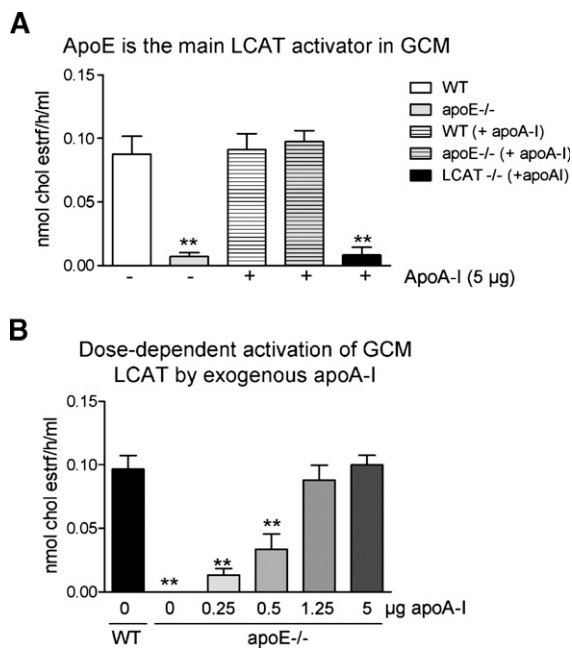 A
ApoE is the main LCAT activator in GCM
nmol chol estrf/h/ml
0.15
0.10
0.05
0.00
** **
- - + + + ApoA-I (5 µg)
WT
apoE-/-
WT (+ apoA-I)
apoE-/- (+ apoA-I)
LCAT -/- (+apoAI)
B
Dose-dependent activation of GCM
LCAT by exogenous apoA-I
nmol chol estrf/h/ml
0.15
0.10
0.05
0.00
** ** **
0 0 0.25 0.5 1.25 5 µg apoA-I
WT apoE-/-